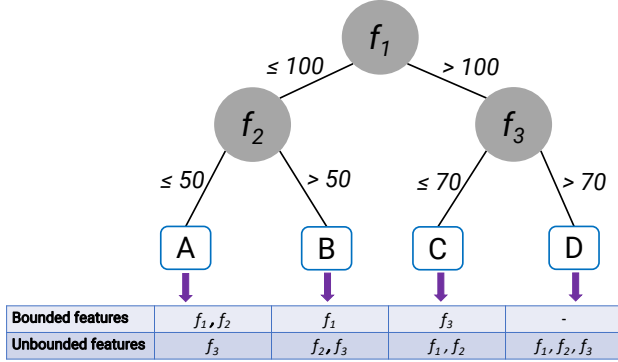 f1
≤ 100
> 100
f2
f3
≤ 50
> 50
≤ 70
> 70
A
B
C
D
Bounded features f1, f2 f1 f3 -
Unbounded features f3 f2, f3 f1, f2 f1, f2, f3